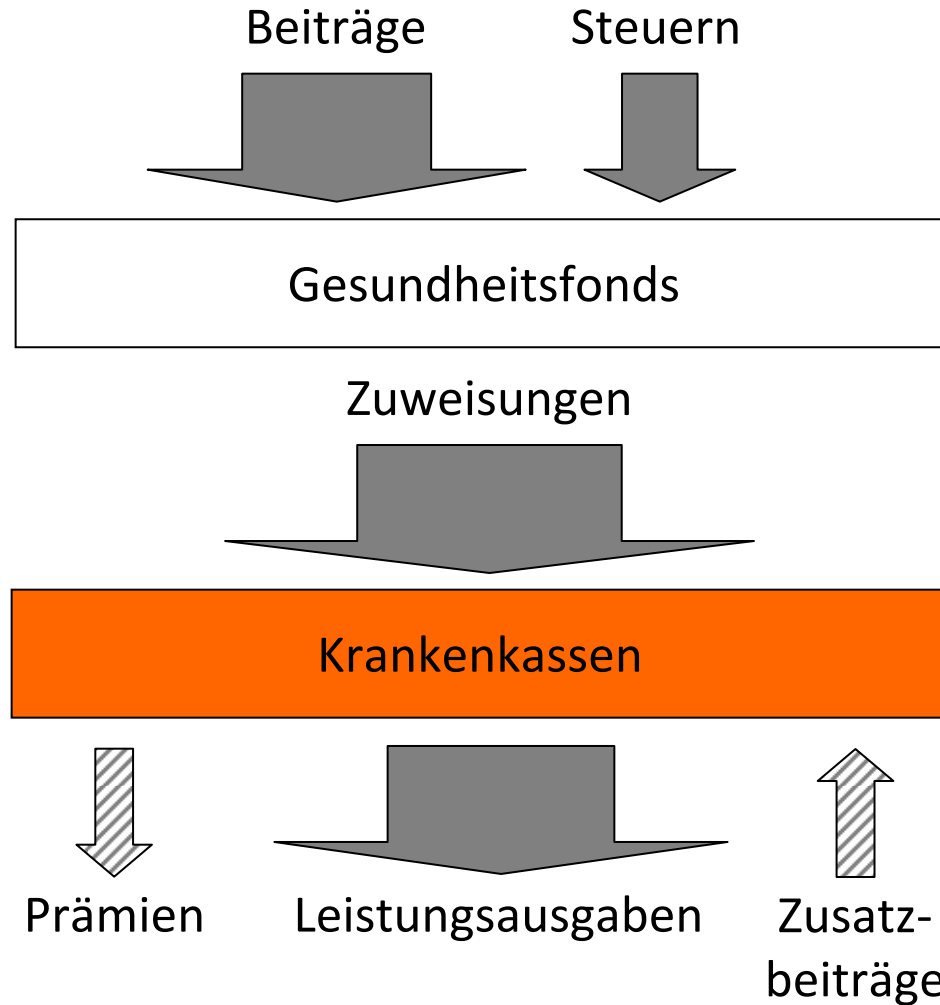 Beiträge Steuern
Gesundheitsfonds
Zuweisungen
Krankenkassen
Prämien Leistungsausgaben Zusatz-
beiträge